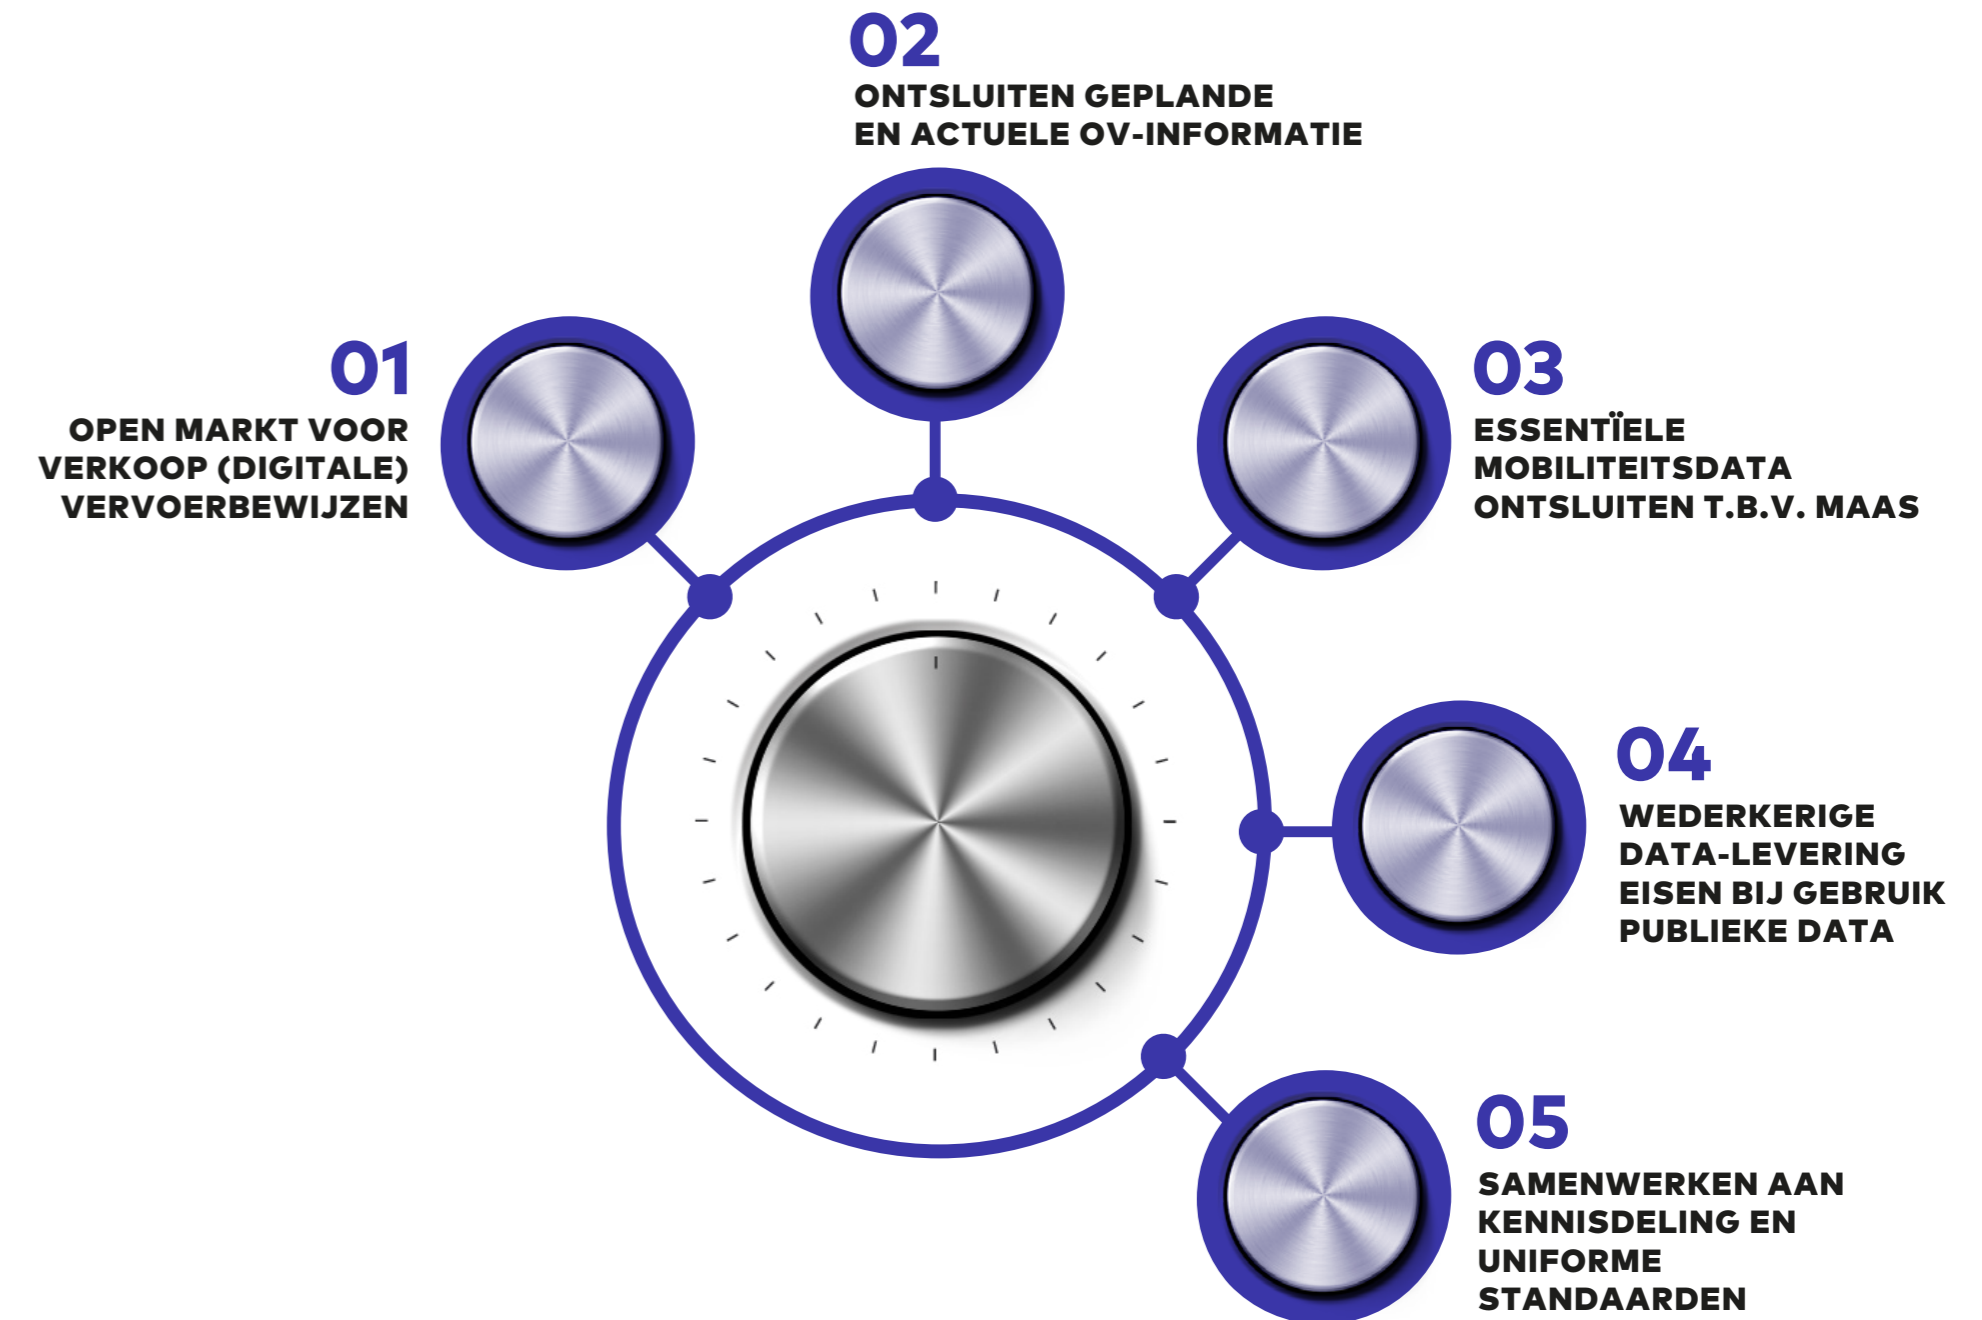 01
OPEN MARKT VOOR
VERKOOP (DIGITALE)
VERVOERBEWIJZEN
02
ONTSLUITEN GEPLANDE
EN ACTUELE OV-INFORMATIE
03
ESSENTÏELE
MOBILITEITSDATA
ONTSLUITEN T.B.V. MAAS
04
WEDERKERIGE
DATA-LEVERING
EISEN BIJ GEBRUIK
PUBLIEKE DATA
05
SAMENWERKEN AAN
KENNISDELING EN
UNIFORME
STANDAARDEN